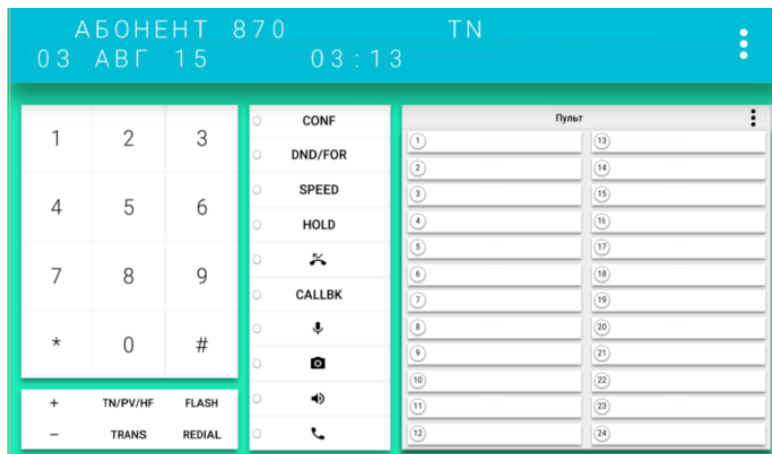 АБОНЕНТ 870 TN
03 АВГ 15 03:13
1 2 3
4 5 6
7 8 9
* 0 #
+ TN/PV/HF FLASH
− TRANS REDIAL
CONF
DND/FOR
SPEED
HOLD
CALLBK
Пульт
1 13
2 14
3 15
4 16
5 17
6 18
7 19
8 20
9 21
10 22
11 23
12 24